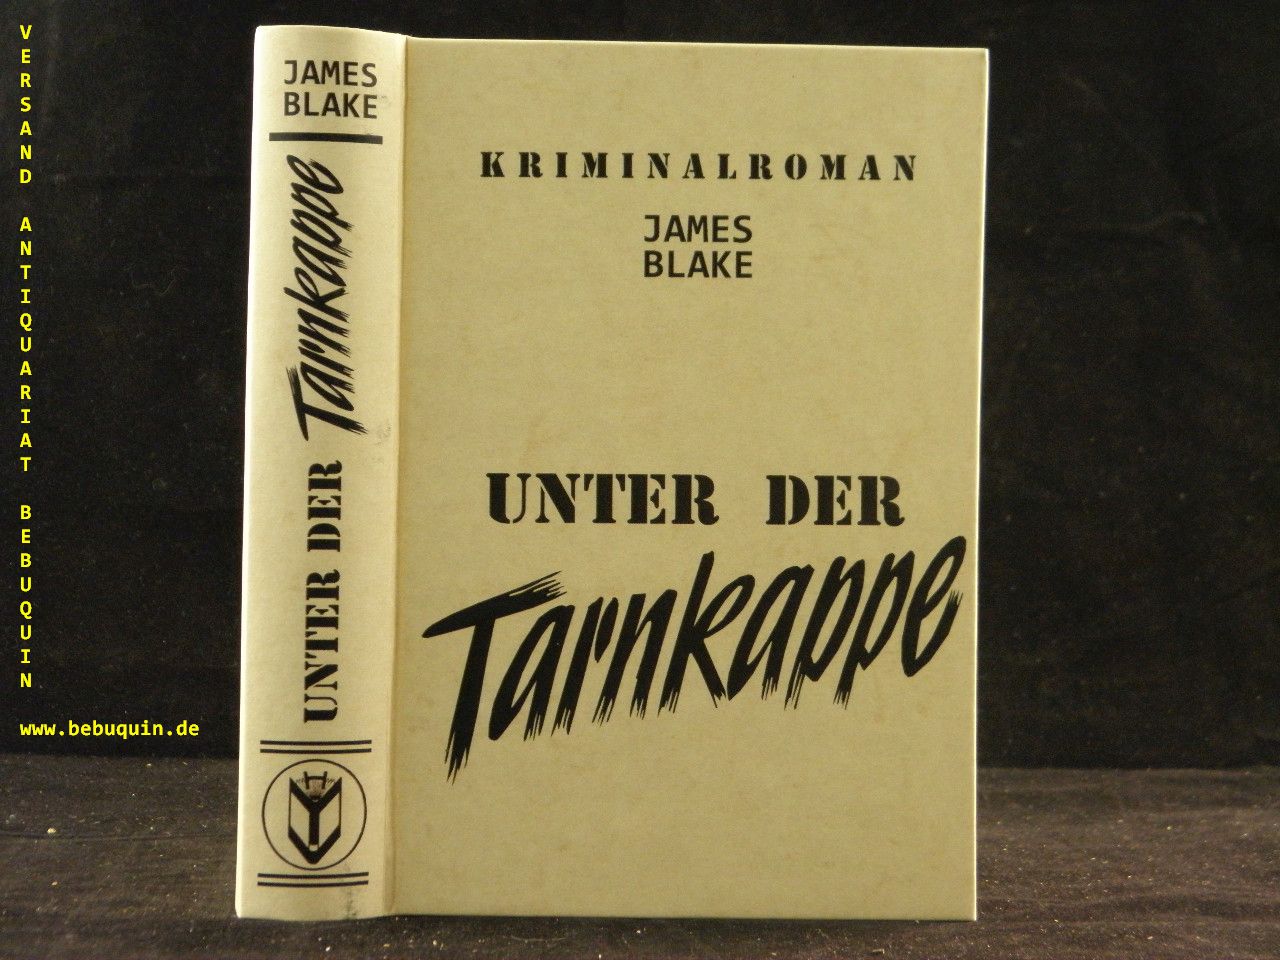 VERSAND ANTIQUARIAT BEBUQUIN
www.bebuquin.de
JAMES
BLAKE
UNTER DER Tarnkappe
KRIMINALROMAN
JAMES
BLAKE
UNTER DER
Tarnkappe